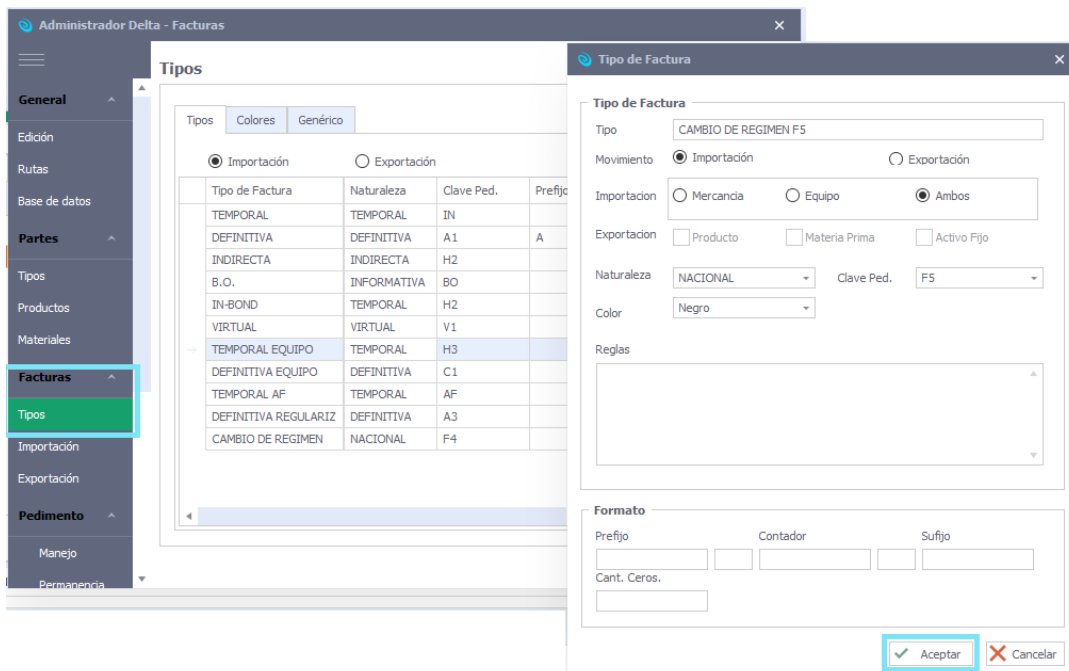 Administrador Delta - Facturas
General
Edición
Rutas
Base de datos
Partes
Tipos
Productos
Materiales
Facturas
Tipos
Importación
Exportación
Pedimento
Manejo
Permanencia
Tipos
Tipos Colores Genérico
Importación Exportación
Tipo de Factura Naturaleza Clave Ped. Prefijo
TEMPORAL TEMPORAL IN
DEFINITIVA DEFINITIVA A1 A
INDIRECTA INDIRECTA H2
B.O. INFORMATIVA BO
IN-BOND TEMPORAL H2
VIRTUAL VIRTUAL V1
TEMPORAL EQUIPO TEMPORAL H3
DEFINITIVA EQUIPO DEFINITIVA C1
TEMPORAL AF TEMPORAL AF
DEFINITIVA REGULARIZ DEFINITIVA A3
CAMBIO DE REGIMEN NACIONAL F4
Tipo de Factura
Tipo de Factura
Tipo CAMBIO DE REGIMEN F5
Movimiento Importación Exportación
Importacion Mercancia Equipo Ambos
Exportacion Producto Materia Prima Activo Fijo
Naturaleza NACIONAL Clave Ped. F5
Color Negro
Reglas
Formato
Prefijo Contador Sufijo
Cant. Ceros.
Aceptar Cancelar